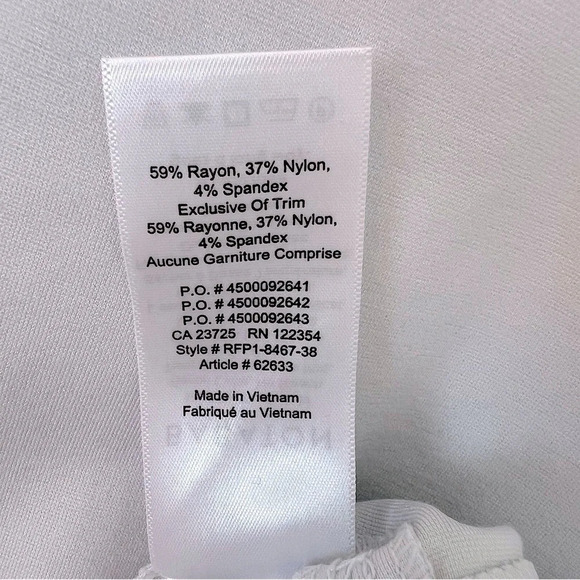 59% Rayon, 37% Nylon,
4% Spandex
Exclusive Of Trim
59% Rayonne, 37% Nylon,
4% Spandex
Aucune Garniture Comprise
P.O. # 4500092641
P.O. # 4500092642
P.O. # 4500092643
CA 23725 RN 122354
Style # RFP1-8467-38
Article # 62633
Made in Vietnam
Fabriqué au Vietnam